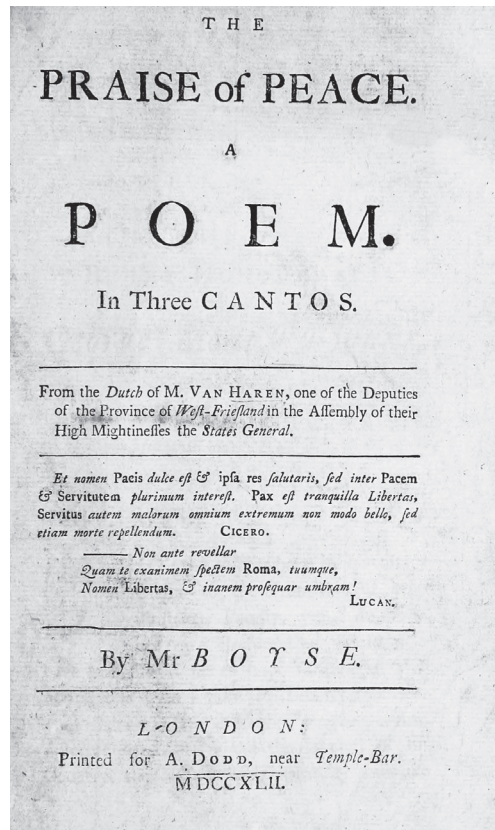 THE
PRAISE of PEACE.
A
POEM.
In Three CANTOS.
From the Dutch of M. VAN HAREN, one of the Deputies
of the Province of Weſt-Frieſland in the Aſſembly of their
High Mightineſſes the States General.
Et nomen Pacis dulce eſt & ipſa res ſalutaris, ſed inter Pacem
& Servitutem plurimum intereſt. Pax eſt tranquilla Libertas,
Servitus autem malorum omnium extremum non modo bello, ſed
etiam morte repellendum. CICERO.
——— Non ante revellar
Quam te exanimem ſpectem Roma, tuumque,
Nomen Libertas, & inanem proſequar umbram!
LUCAN.
By Mr BOYSE.
LONDON:
Printed for A. DODD, near Temple-Bar.
MDCCXLII.